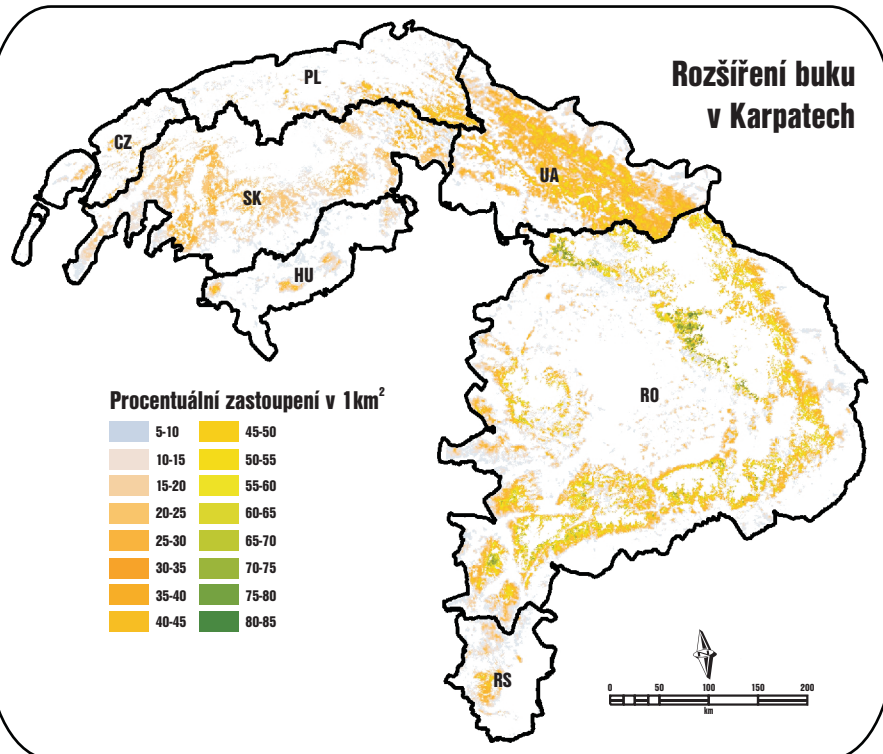 Rozšíření buku
v Karpatech
PL
CZ
SK
UA
HU
RO
RS
Procentuální zastoupení v 1km²
5-10
10-15
15-20
20-25
25-30
30-35
35-40
40-45
45-50
50-55
55-60
60-65
65-70
70-75
75-80
80-85
0 50 100 150 200
km